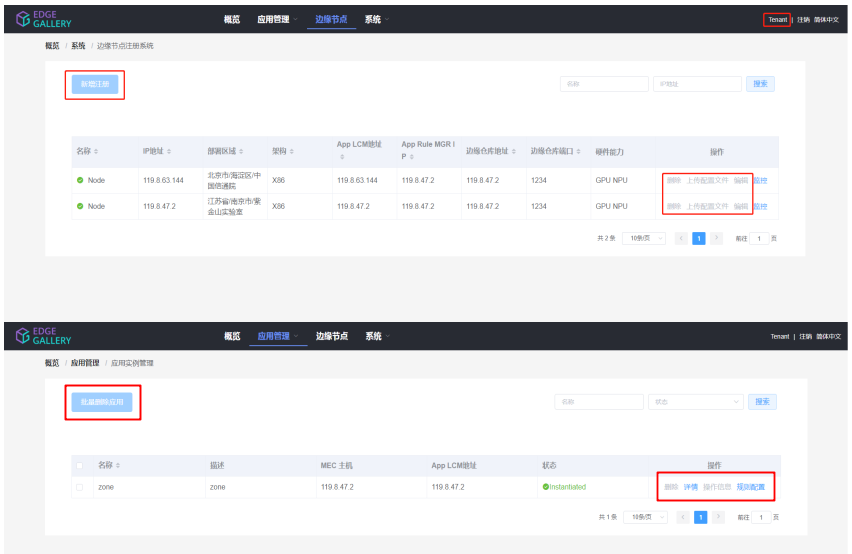 EDGE GALLERY 概览 应用管理 边缘节点 系统 Tenant | 注销 简体中文
概览 / 系统 / 边缘节点注册系统
新增注册 名称 IP地址 搜索
名称 IP地址 部署区域 架构 App LCM地址 App Rule MGR IP 边缘仓库地址 边缘仓库端口 硬件能力 操作
Node 119.8.63.144 北京市/海淀区/中国信通院 X86 119.8.63.144 119.8.47.2 119.8.47.2 1234 GPU NPU 删除 上传配置文件 编辑 监控
Node 119.8.47.2 江苏省/南京市/紫金山实验室 X86 119.8.47.2 119.8.47.2 119.8.47.2 1234 GPU NPU 删除 上传配置文件 编辑 监控
共 2 条 10条/页 < 1 > 前往 1 页
EDGE GALLERY 概览 应用管理 边缘节点 系统 Tenant | 注销 简体中文
概览 / 应用管理 / 应用实例管理
批量删除应用 名称 状态 搜索
名称 描述 MEC 主机 App LCM地址 状态 操作
zone zone 119.8.47.2 119.8.47.2 Instantiated 删除 详情 操作信息 规则配置
共 1 条 10条/页 < 1 > 前往 1 页